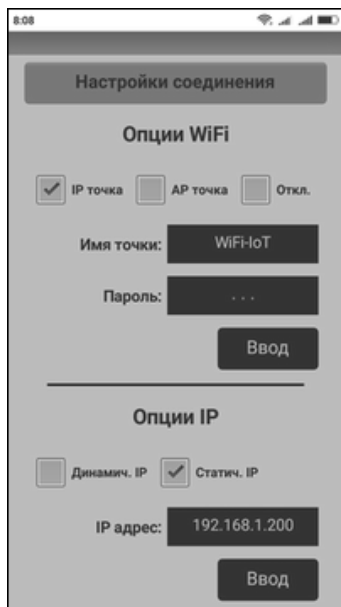 8:08
Настройки соединения
Опции WiFi
IP точка AP точка Откл.
Имя точки: WiFi-IoT
Пароль: . . .
Ввод
Опции IP
Динамич. IP Статич. IP
IP адрес: 192.168.1.200
Ввод